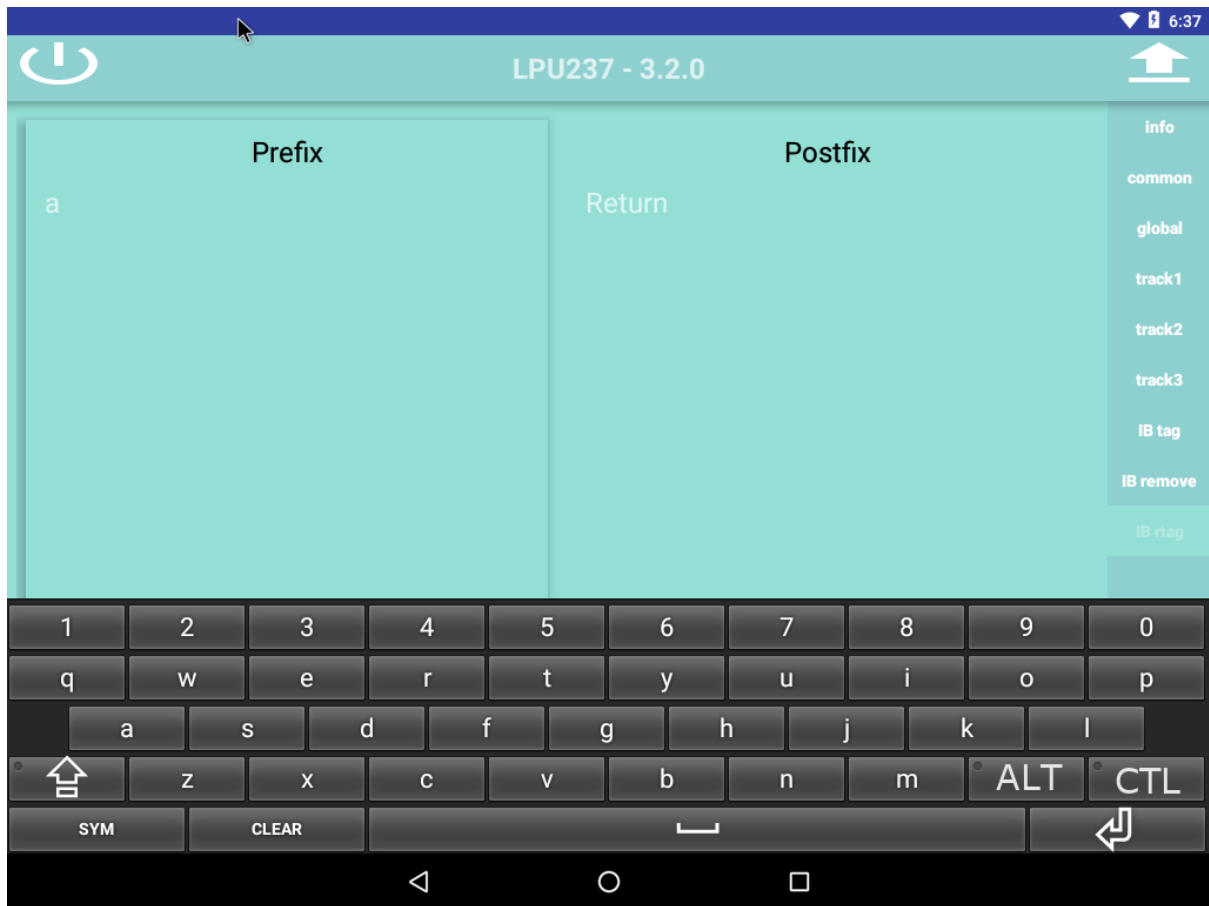 6:37
LPU237 - 3.2.0
Prefix
Postfix
a
Return
info
common
global
track1
track2
track3
IB tag
IB remove
IB rtag
1 2 3 4 5 6 7 8 9 0
q w e r t y u i o p
a s d f g h j k l
z x c v b n m ALT CTL
SYM CLEAR